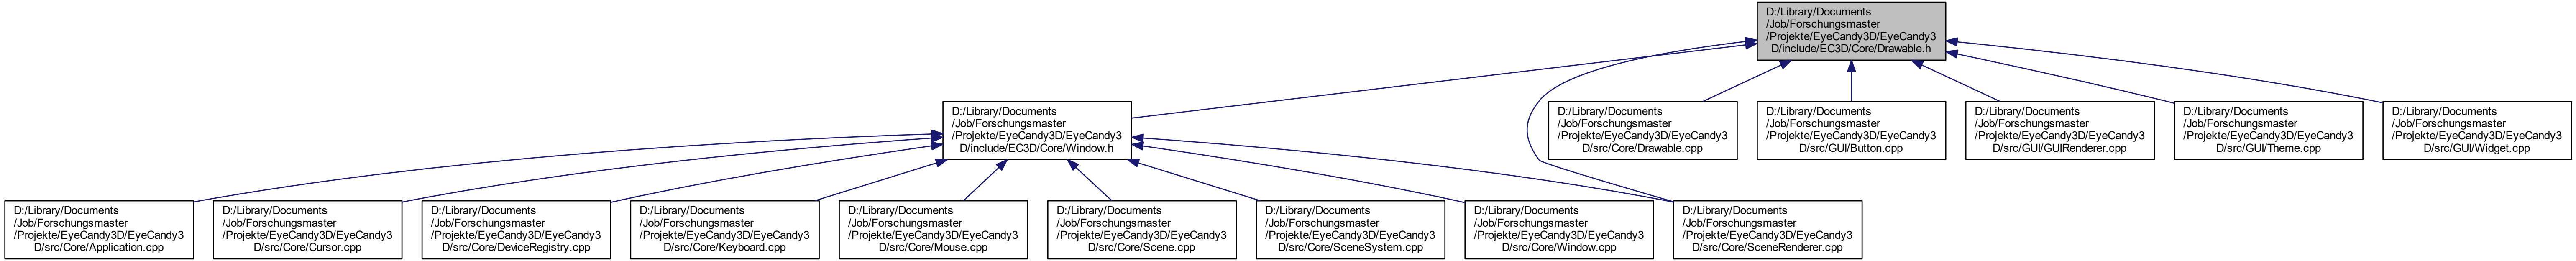 D:/Library/Documents
/Job/Forschungsmaster
/Projekte/EyeCandy3D/EyeCandy3
D/include/EC3D/Core/Drawable.h
D:/Library/Documents
/Job/Forschungsmaster
/Projekte/EyeCandy3D/EyeCandy3
D/include/EC3D/Core/Window.h
D:/Library/Documents
/Job/Forschungsmaster
/Projekte/EyeCandy3D/EyeCandy3
D/src/Core/Drawable.cpp
D:/Library/Documents
/Job/Forschungsmaster
/Projekte/EyeCandy3D/EyeCandy3
D/src/GUI/Button.cpp
D:/Library/Documents
/Job/Forschungsmaster
/Projekte/EyeCandy3D/EyeCandy3
D/src/GUI/GUIRenderer.cpp
D:/Library/Documents
/Job/Forschungsmaster
/Projekte/EyeCandy3D/EyeCandy3
D/src/GUI/Theme.cpp
D:/Library/Documents
/Job/Forschungsmaster
/Projekte/EyeCandy3D/EyeCandy3
D/src/GUI/Widget.cpp
D:/Library/Documents
/Job/Forschungsmaster
/Projekte/EyeCandy3D/EyeCandy3
D/src/Core/Application.cpp
D:/Library/Documents
/Job/Forschungsmaster
/Projekte/EyeCandy3D/EyeCandy3
D/src/Core/Cursor.cpp
D:/Library/Documents
/Job/Forschungsmaster
/Projekte/EyeCandy3D/EyeCandy3
D/src/Core/DeviceRegistry.cpp
D:/Library/Documents
/Job/Forschungsmaster
/Projekte/EyeCandy3D/EyeCandy3
D/src/Core/Keyboard.cpp
D:/Library/Documents
/Job/Forschungsmaster
/Projekte/EyeCandy3D/EyeCandy3
D/src/Core/Mouse.cpp
D:/Library/Documents
/Job/Forschungsmaster
/Projekte/EyeCandy3D/EyeCandy3
D/src/Core/Scene.cpp
D:/Library/Documents
/Job/Forschungsmaster
/Projekte/EyeCandy3D/EyeCandy3
D/src/Core/SceneSystem.cpp
D:/Library/Documents
/Job/Forschungsmaster
/Projekte/EyeCandy3D/EyeCandy3
D/src/Core/Window.cpp
D:/Library/Documents
/Job/Forschungsmaster
/Projekte/EyeCandy3D/EyeCandy3
D/src/Core/SceneRenderer.cpp